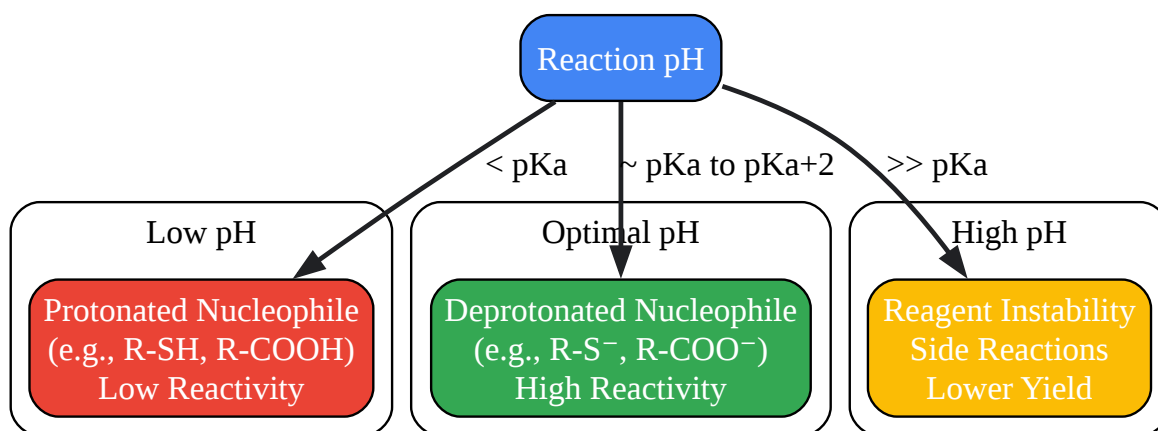 Reaction pH
< pKa
~ pKa to pKa+2
>> pKa
Low pH
Optimal pH
High pH
Protonated Nucleophile
(e.g., R-SH, R-COOH)
Low Reactivity
Deprotonated Nucleophile
(e.g., R-S⁻, R-COO⁻)
High Reactivity
Reagent Instability
Side Reactions
Lower Yield